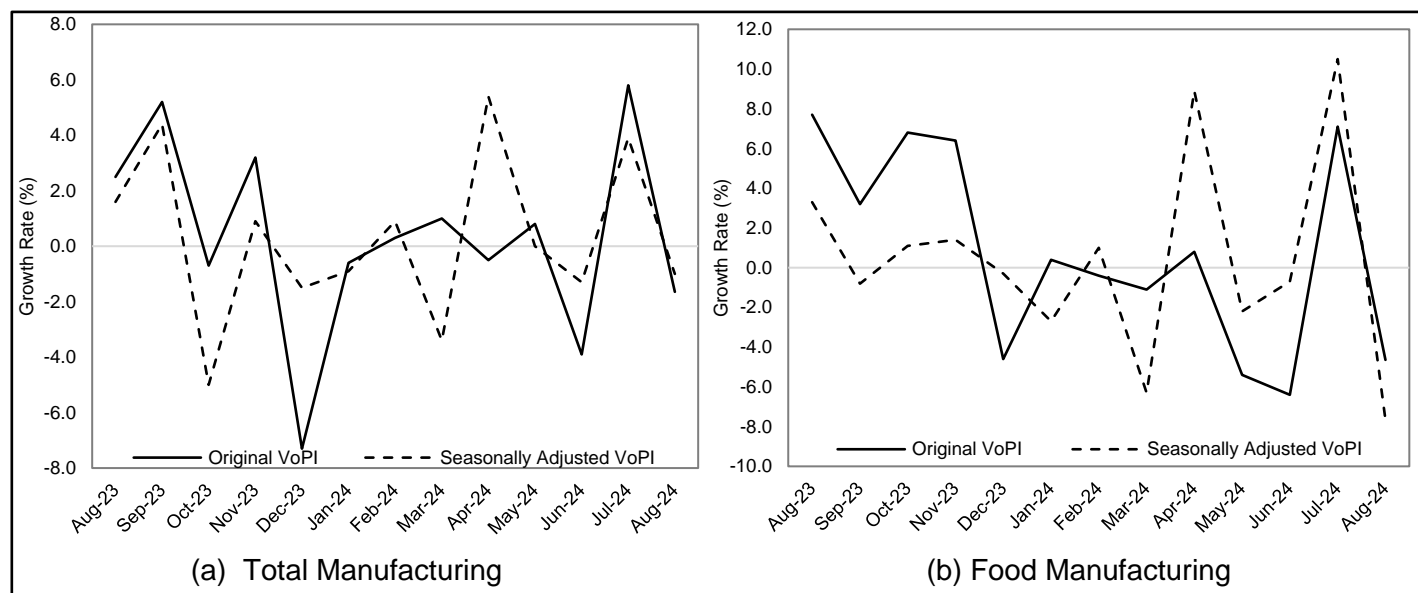 8.0
6.0
4.0
2.0
0.0
-2.0
-4.0
-6.0
-8.0
Growth Rate (%)
Original VoPI Seasonally Adjusted VoPI
Aug-23 Sep-23 Oct-23 Nov-23 Dec-23 Jan-24 Feb-24 Mar-24 Apr-24 May-24 Jun-24 Jul-24 Aug-24
(a) Total Manufacturing
12.0
10.0
8.0
6.0
4.0
2.0
0.0
-2.0
-4.0
-6.0
-8.0
-10.0
Growth Rate (%)
Original VoPI Seasonally Adjusted VoPI
Aug-23 Sep-23 Oct-23 Nov-23 Dec-23 Jan-24 Feb-24 Mar-24 Apr-24 May-24 Jun-24 Jul-24 Aug-24
(b) Food Manufacturing